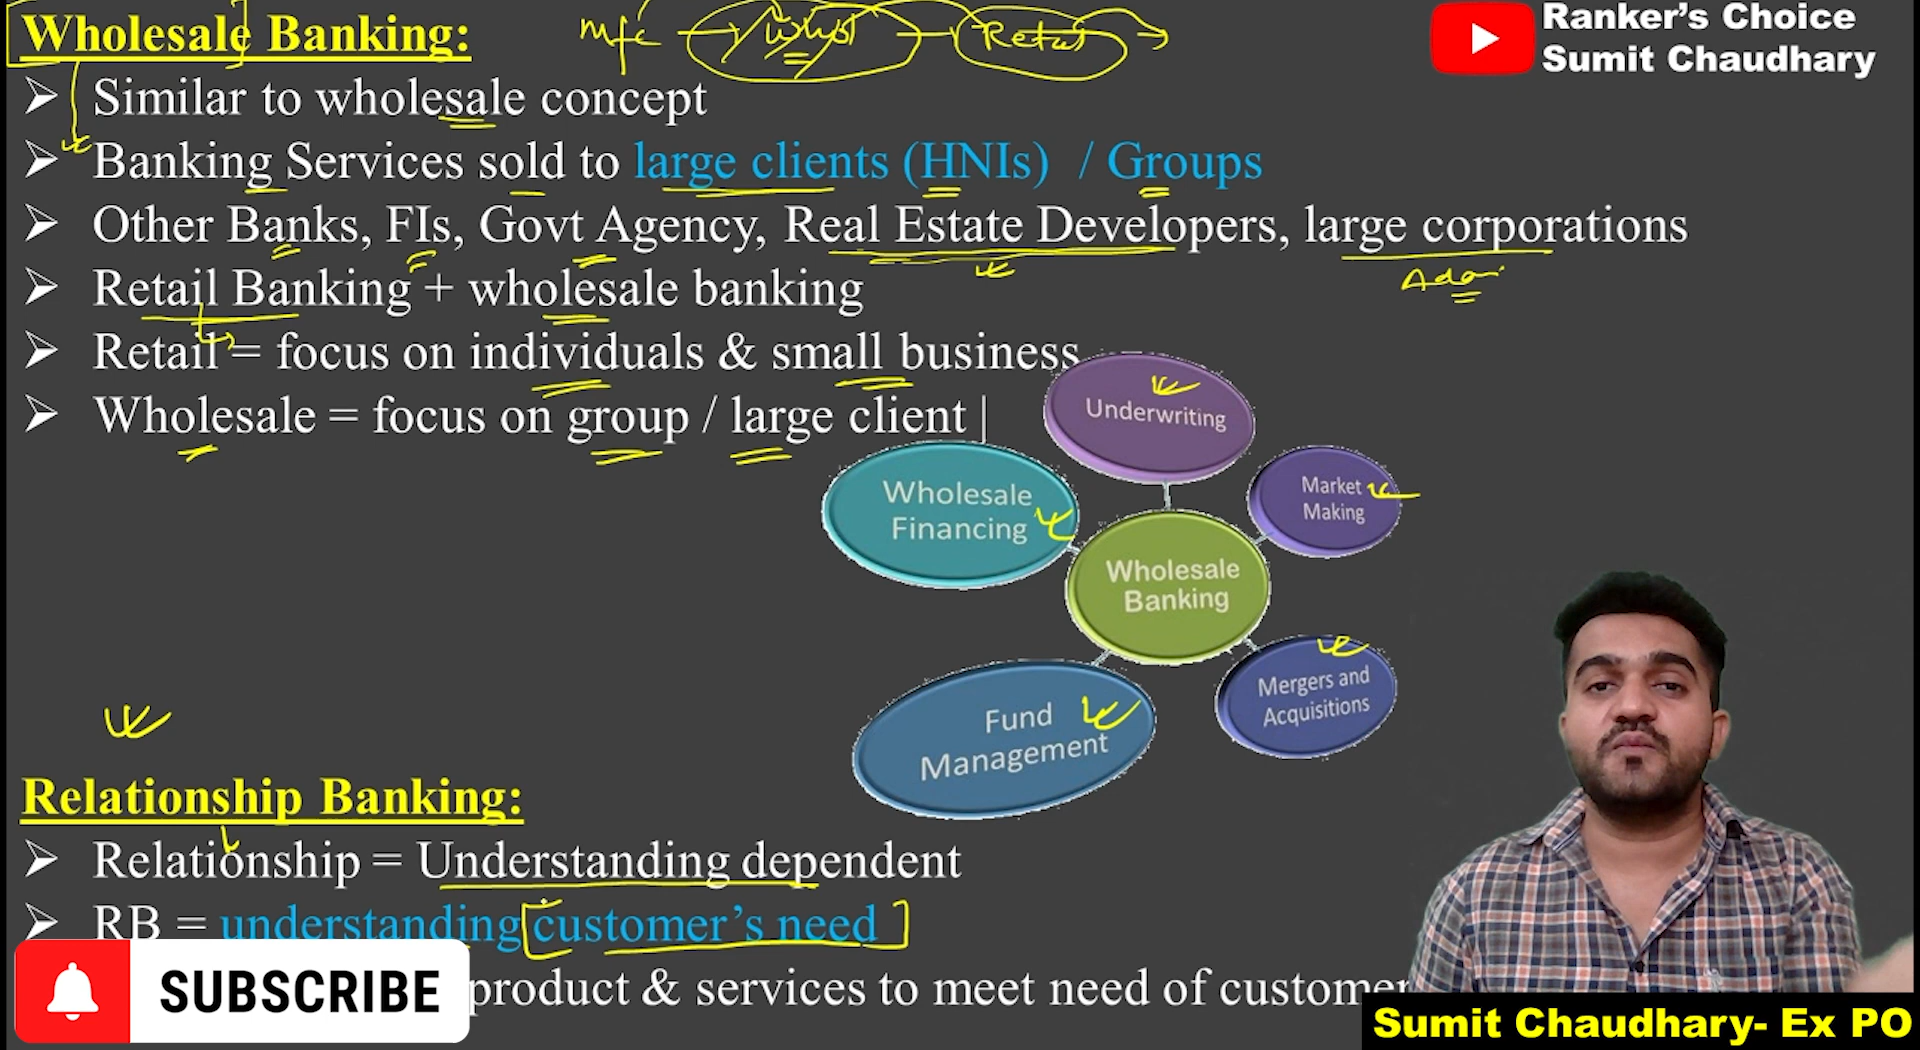 Wholesale Banking:
Mfc
Retail
Ranker's Choice
Sumit Chaudhary
➢ Similar to wholesale concept
➢ Banking Services sold to large clients (HNIs) / Groups
➢ Other Banks, FIs, Govt Agency, Real Estate Developers, large corporations
➢ Retail Banking + wholesale banking
➢ Retail = focus on individuals & small business
➢ Wholesale = focus on group / large client |
Underwriting
Wholesale
Financing
Market
Making
Wholesale
Banking
Mergers and
Acquisitions
Fund
Management
Relationship Banking:
➢ Relationship = Understanding dependent
➢ RB = understanding customer's need
product & services to meet need of customer
SUBSCRIBE
Sumit Chaudhary- Ex PO